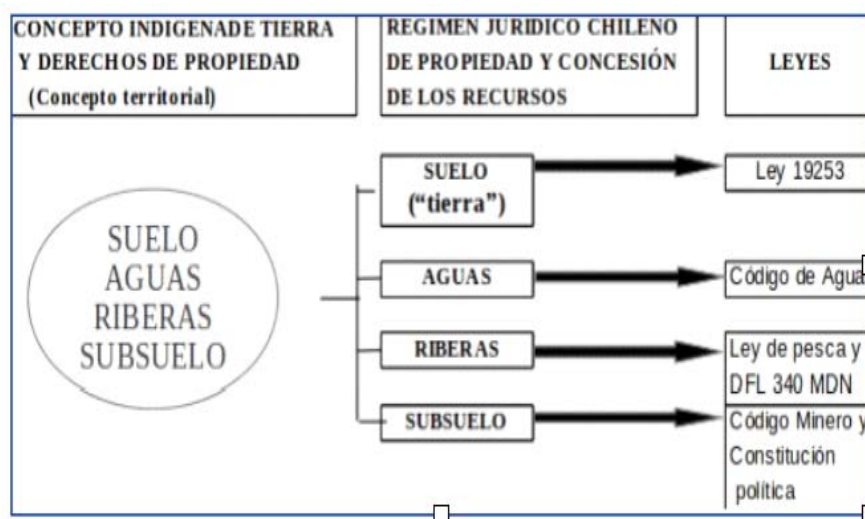 CONCEPTO INDIGENADE TIERRA
Y DERECHOS DE PROPIEDAD
(Concepto territorial)
REGIMEN JURIDICO CHILENO
DE PROPIEDAD Y CONCESIÓN
DE LOS RECURSOS
LEYES
SUELO
AGUAS
RIBERAS
SUBSUELO
SUELO
("tierra")
Ley 19253
AGUAS
Código de Agua
RIBERAS
Ley de pesca y
DFL 340 MDN
SUBSUELO
Código Minero y
Constitución
política